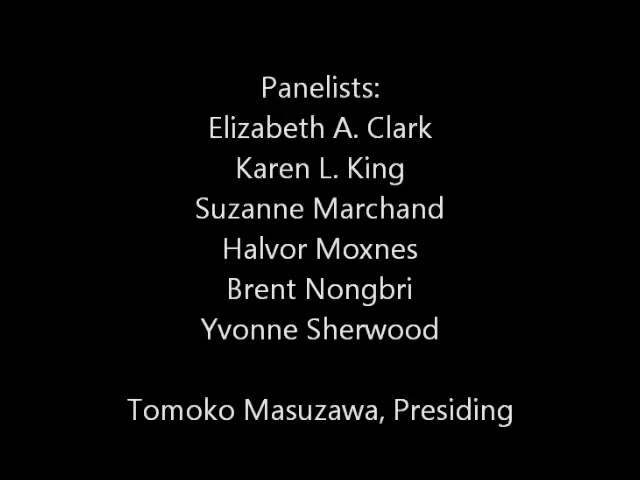 Panelists:
Elizabeth A. Clark
Karen L. King
Suzanne Marchand
Halvor Moxnes
Brent Nongbri
Yvonne Sherwood
Tomoko Masuzawa, Presiding